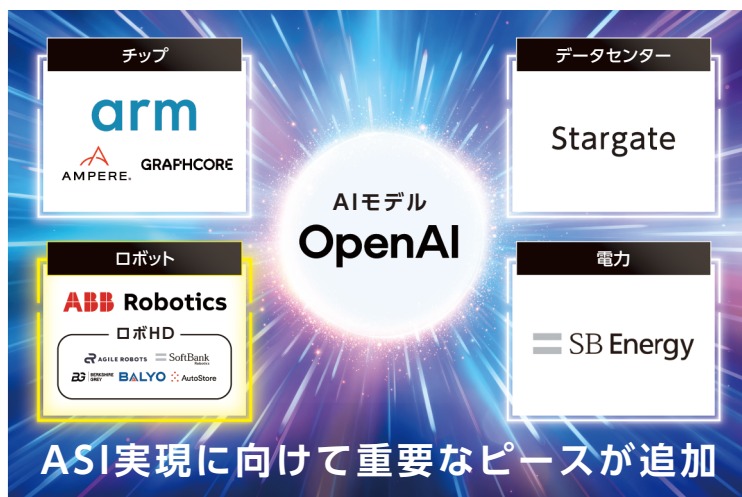 チップ
arm
AMPERE.
GRAPHCORE
データセンター
Stargate
AIモデル
OpenAI
ロボット
ABB Robotics
ロボHD
AGILE ROBOTS
SoftBank
Robotics
BG BERKSHIRE
GREY
BALYO
AutoStore
電力
SB Energy
ASI実現に向けて重要なピースが追加